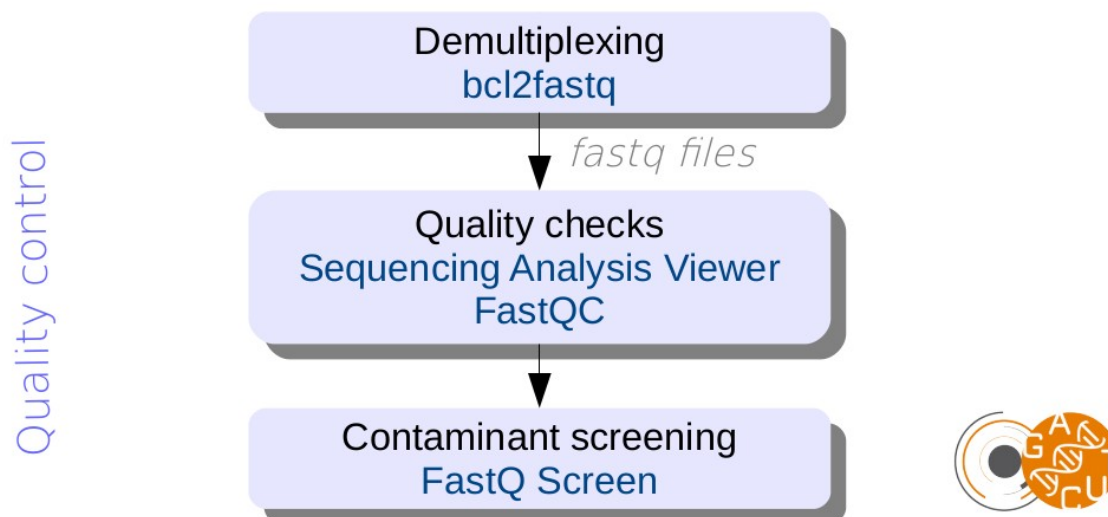 Quality control
Demultiplexing
bcl2fastq
fastq files
Quality checks
Sequencing Analysis Viewer
FastQC
Contaminant screening
FastQ Screen
G A T
C U